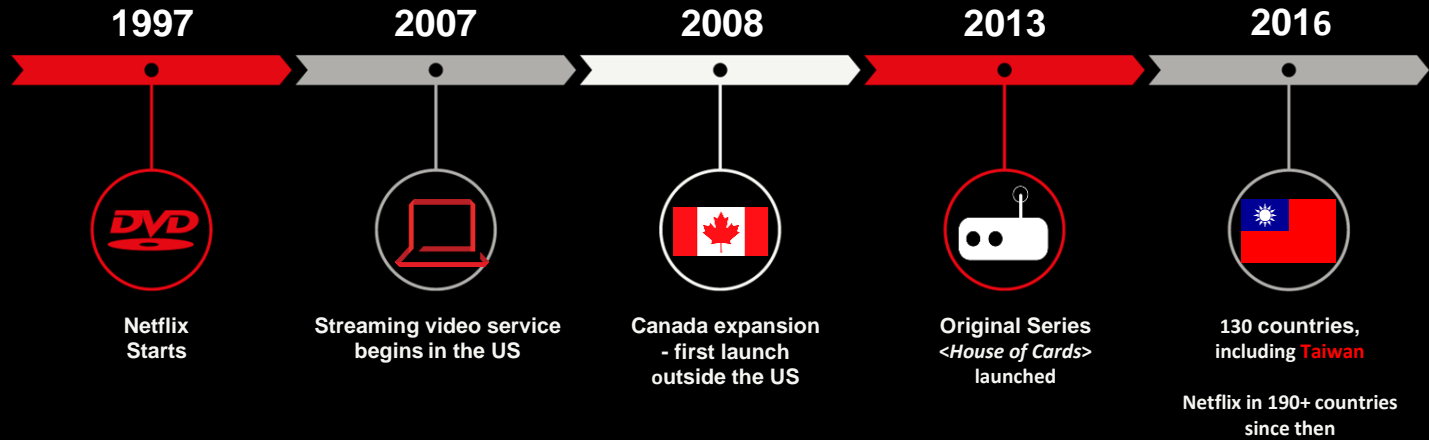 1997
2007
2008
2013
2016
DVD
Netflix
Starts
Streaming video service
begins in the US
Canada expansion
- first launch
outside the US
Original Series
<House of Cards>
launched
130 countries,
including Taiwan
Netflix in 190+ countries
since then